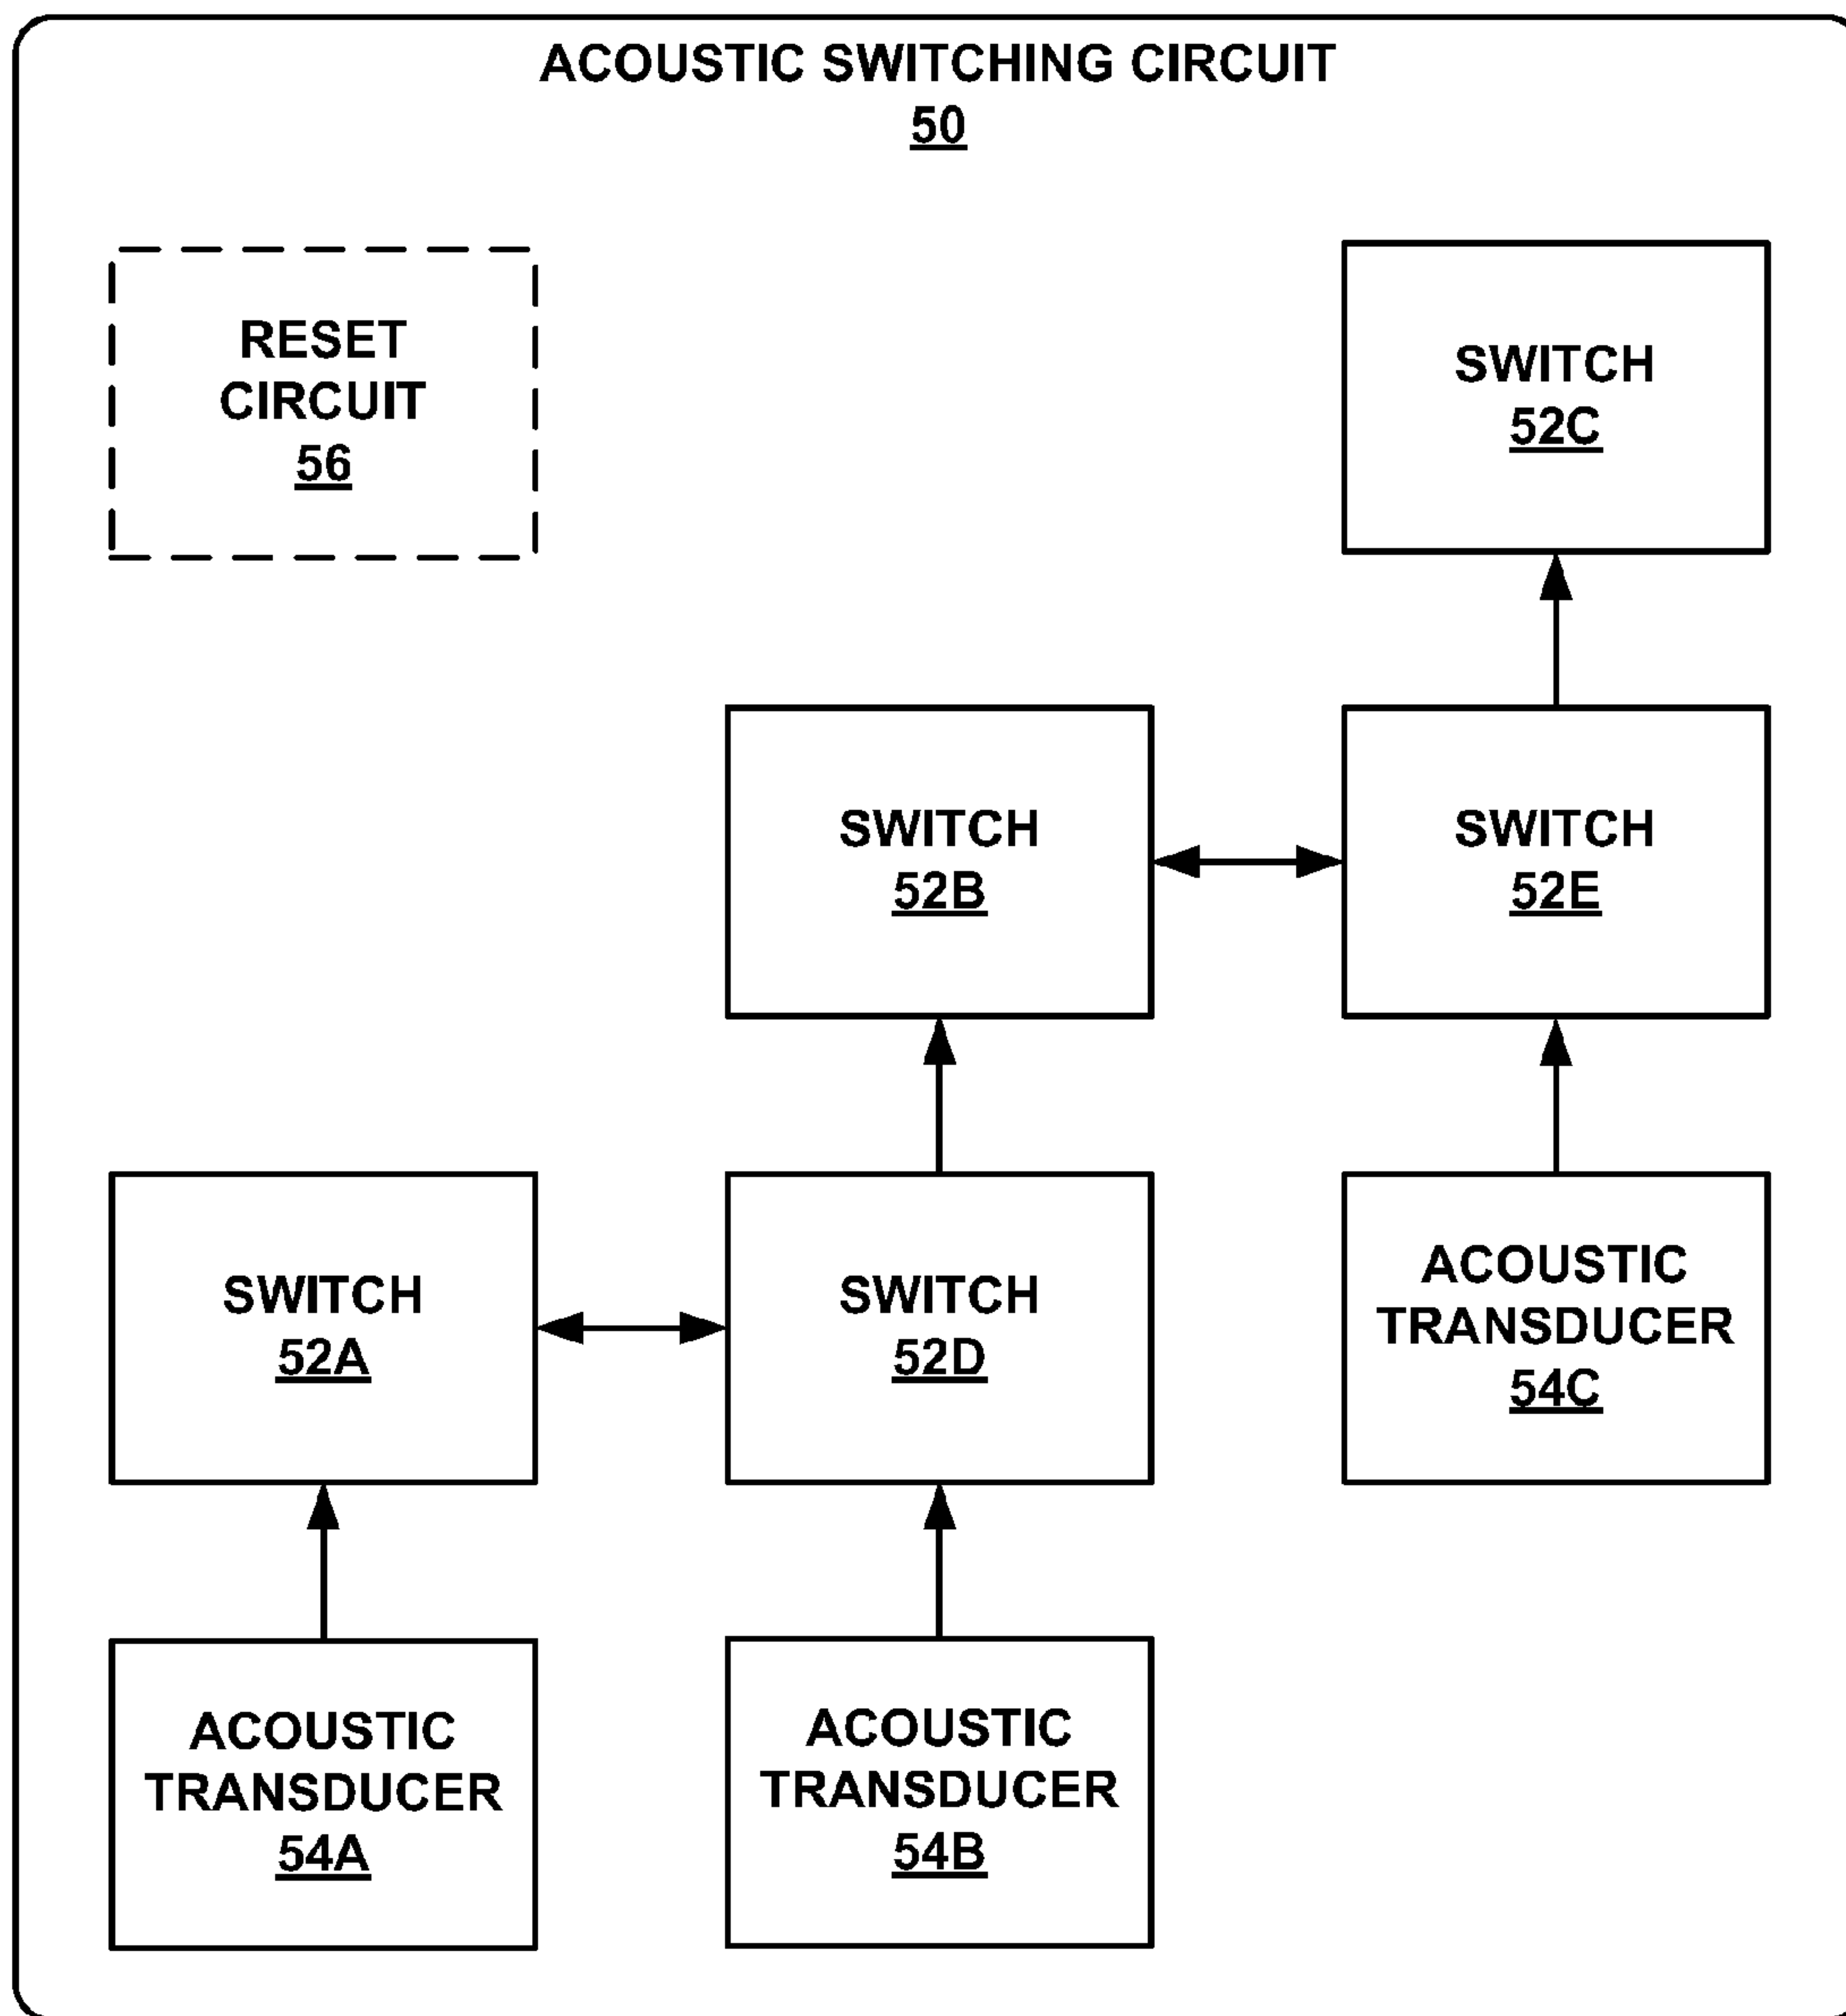 ACOUSTIC SWITCHING CIRCUIT
50
RESET
CIRCUIT
56
SWITCH
52C
SWITCH
52B
SWITCH
52E
SWITCH
52A
SWITCH
52D
ACOUSTIC
TRANSDUCER
54C
ACOUSTIC
TRANSDUCER
54A
ACOUSTIC
TRANSDUCER
54B